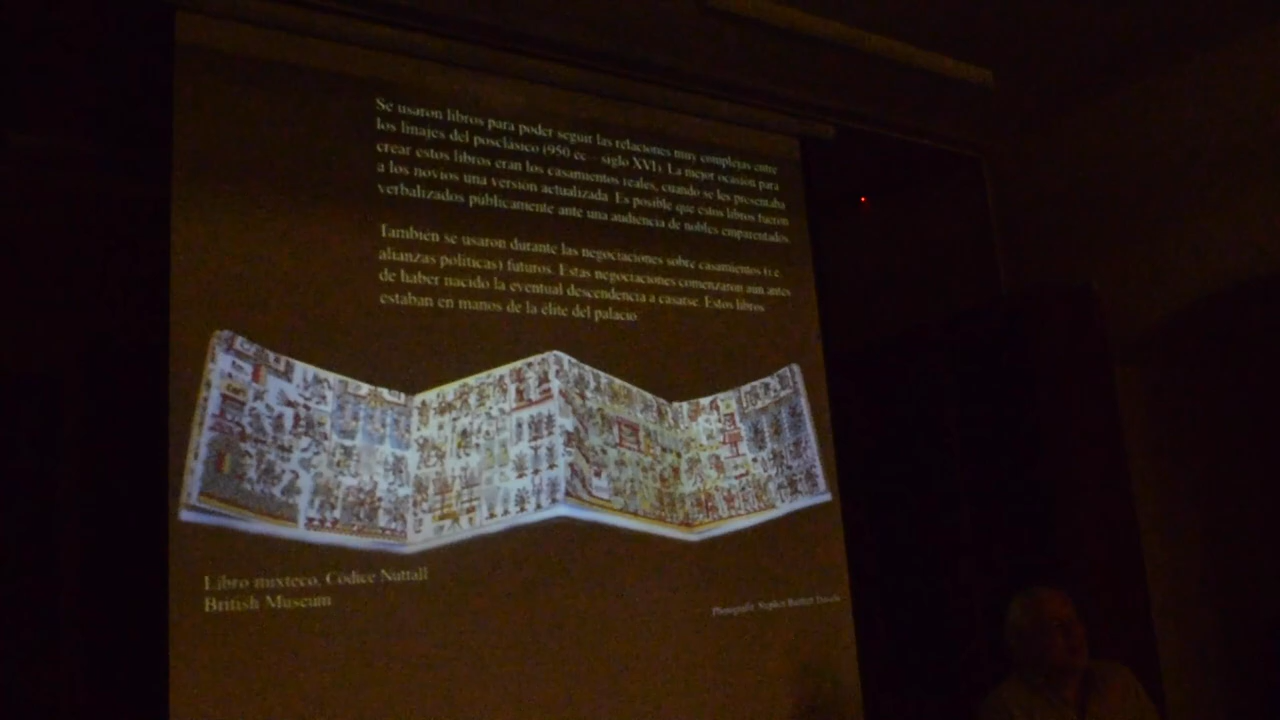 Se usaron libros para poder seguir las relaciones muy complejas entre
los linajes del posclásico (950 ec – siglo XVI). La mejor ocasión para
crear estos libros eran los casamientos reales, cuando se les presentaba
a los novios una versión actualizada. Es posible que estos libros fueron
verbalizados públicamente ante una audiencia de nobles emparentados.
También se usaron durante las negociaciones sobre casamientos (i.e.
alianzas políticas) futuros. Estas negociaciones comenzaron aún antes
de haber nacido la eventual descendencia a casarse. Estos libros
estaban en manos de la élite del palacio
Libro mixteco, Códice Nuttall
British Museum